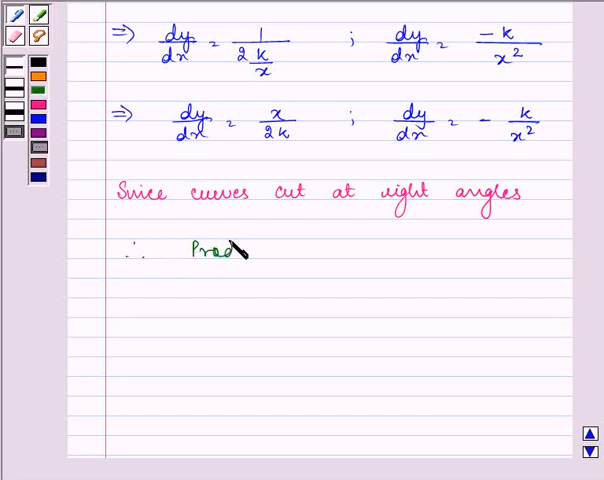 ⇒ dy/dx = 1/(2 k/x) ; dy/dx = -k/x²
⇒ dy/dx = x/2k ; dy/dx = - k/x²
Since curves cut at right angles
∴ Prod